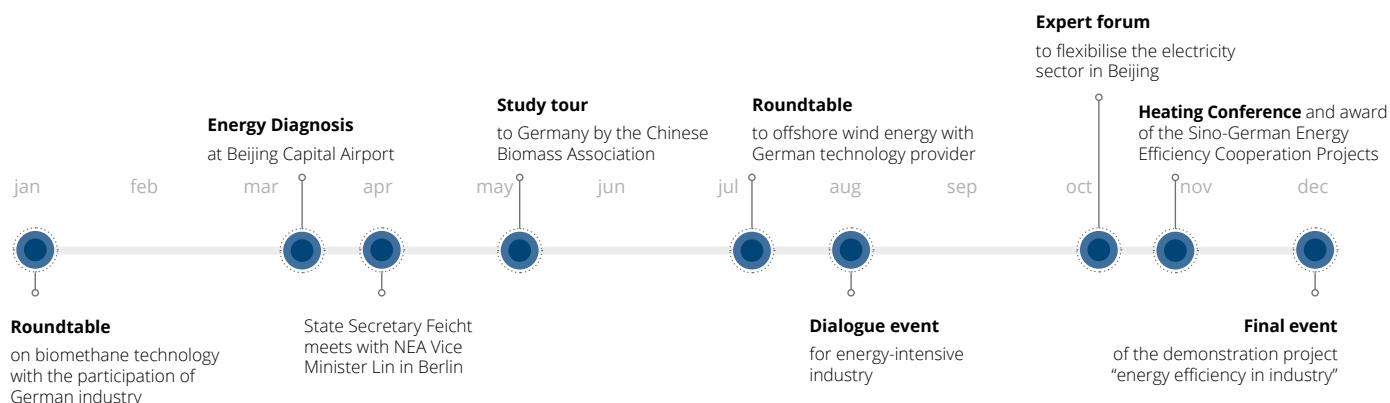 Expert forum
to flexibilise the electricity
sector in Beijing
Energy Diagnosis
at Beijing Capital Airport
Study tour
to Germany by the Chinese
Biomass Association
Roundtable
to offshore wind energy with
German technology provider
Heating Conference and award
of the Sino-German Energy
Efficiency Cooperation Projects
jan feb mar apr may jun jul aug sep oct nov dec
Roundtable
on biomethane technology
with the participation of
German industry
State Secretary Feicht
meets with NEA Vice
Minister Lin in Berlin
Dialogue event
for energy-intensive
industry
Final event
of the demonstration project
“energy efficiency in industry”